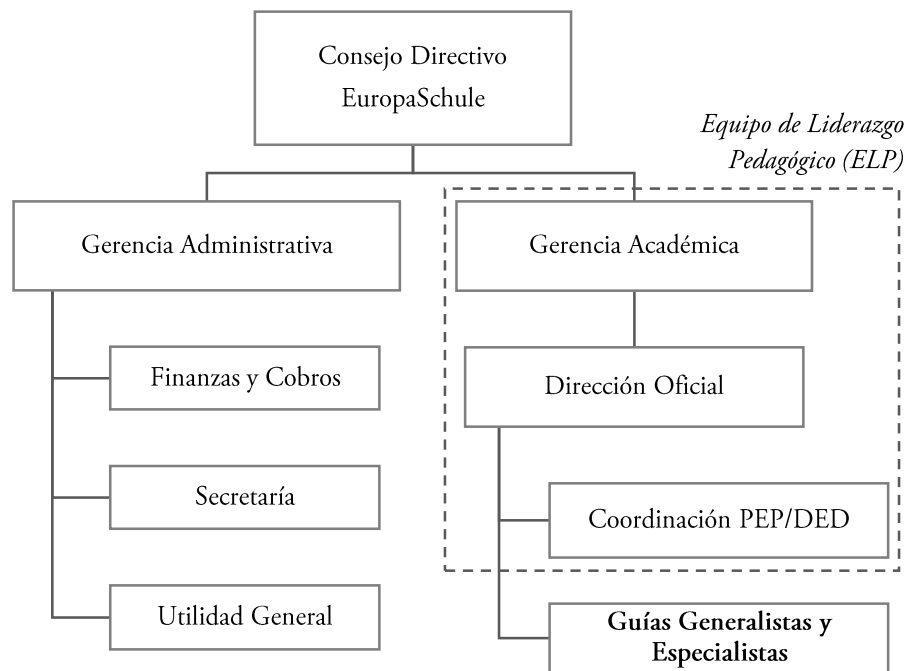 Consejo Directivo
EuropaSchule
Equipo de Liderazgo
Pedagógico (ELP)
Gerencia Administrativa
Gerencia Académica
Finanzas y Cobros
Dirección Oficial
Secretaría
Coordinación PEP/DED
Utilidad General
Guías Generalistas y
Especialistas